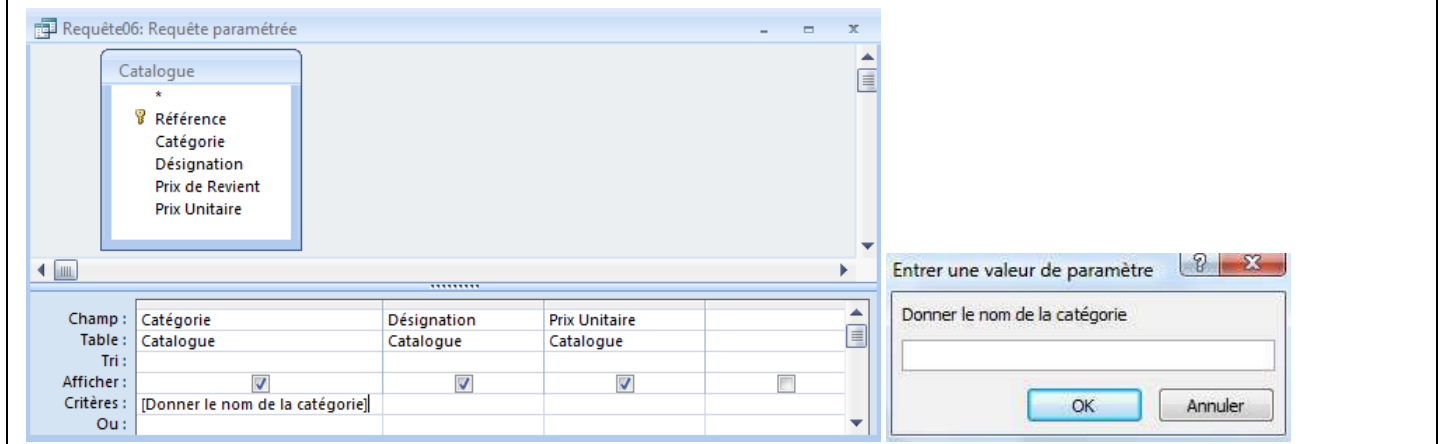 Requête06: Requête paramétrée
Catalogue
*
Référence
Catégorie
Désignation
Prix de Revient
Prix Unitaire
Champ : Catégorie Désignation Prix Unitaire
Table : Catalogue Catalogue Catalogue
Tri :
Afficher :
Critères : [Donner le nom de la catégorie]
Ou :
Entrer une valeur de paramètre
Donner le nom de la catégorie
OK Annuler